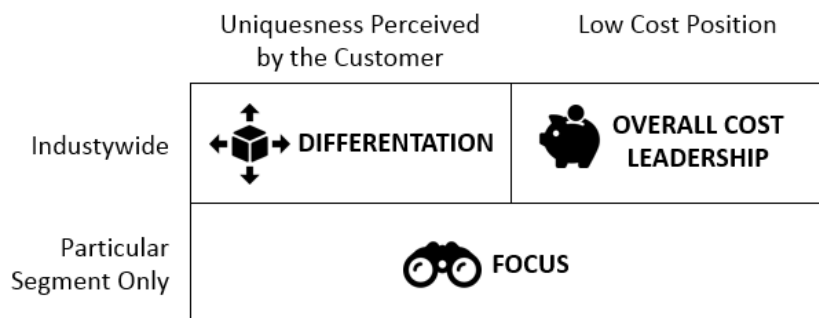 Uniquesness Perceived
by the Customer
Low Cost Position
Industywide
DIFFERENTATION
OVERALL COST
LEADERSHIP
Particular
Segment Only
FOCUS